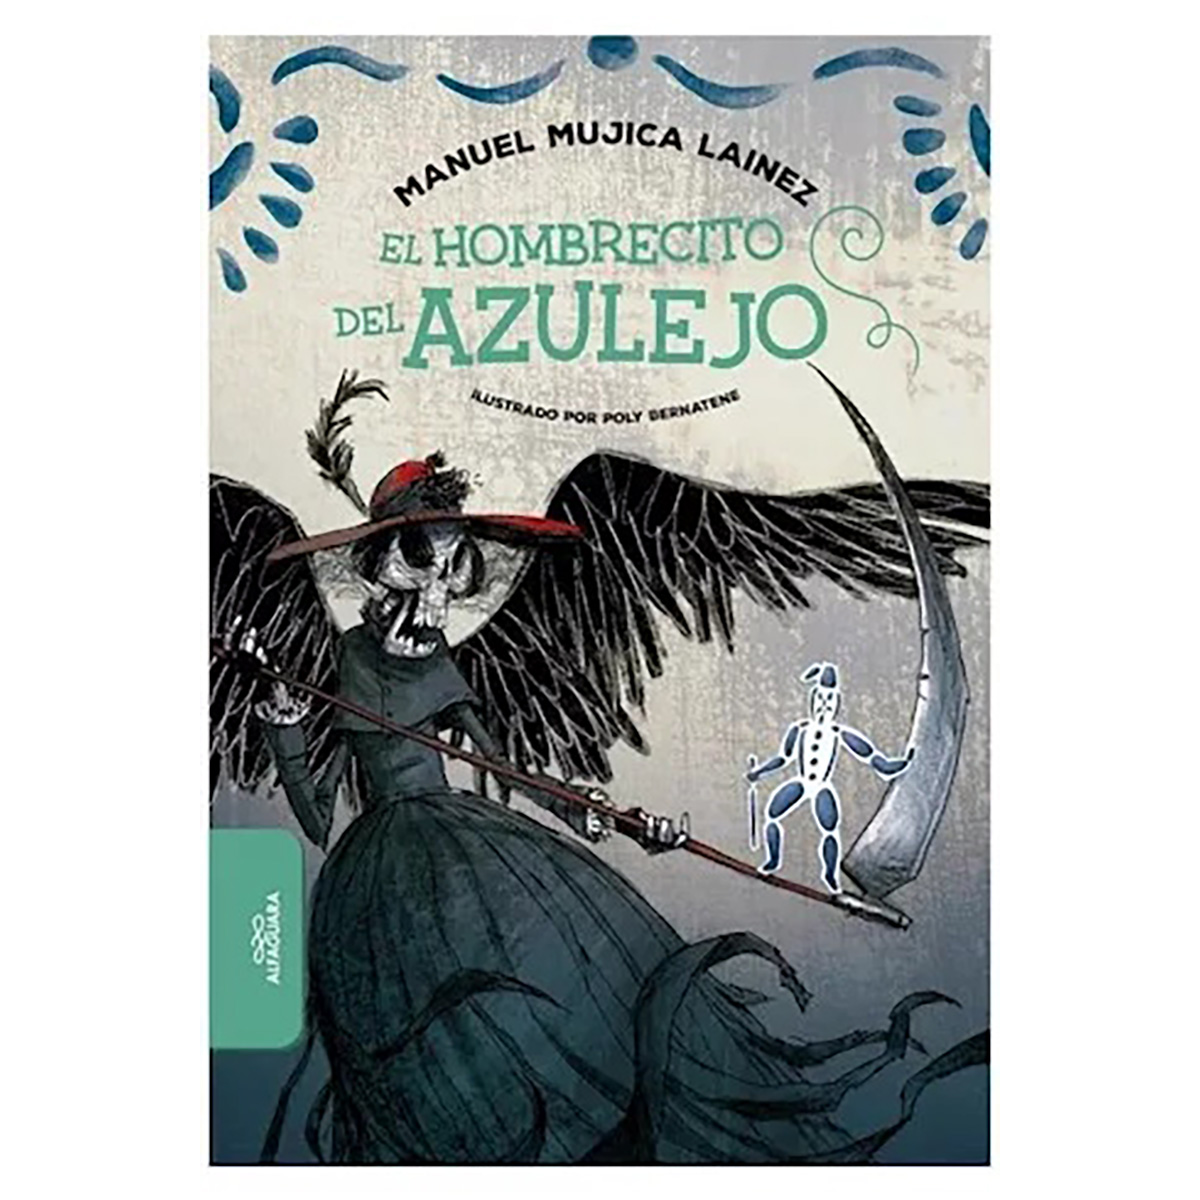 MANUEL MUJICA LAINEZ
EL HOMBRECITO
DEL AZULEJO
ILUSTRADO POR POLY BERNATENE
ALFAGUARA